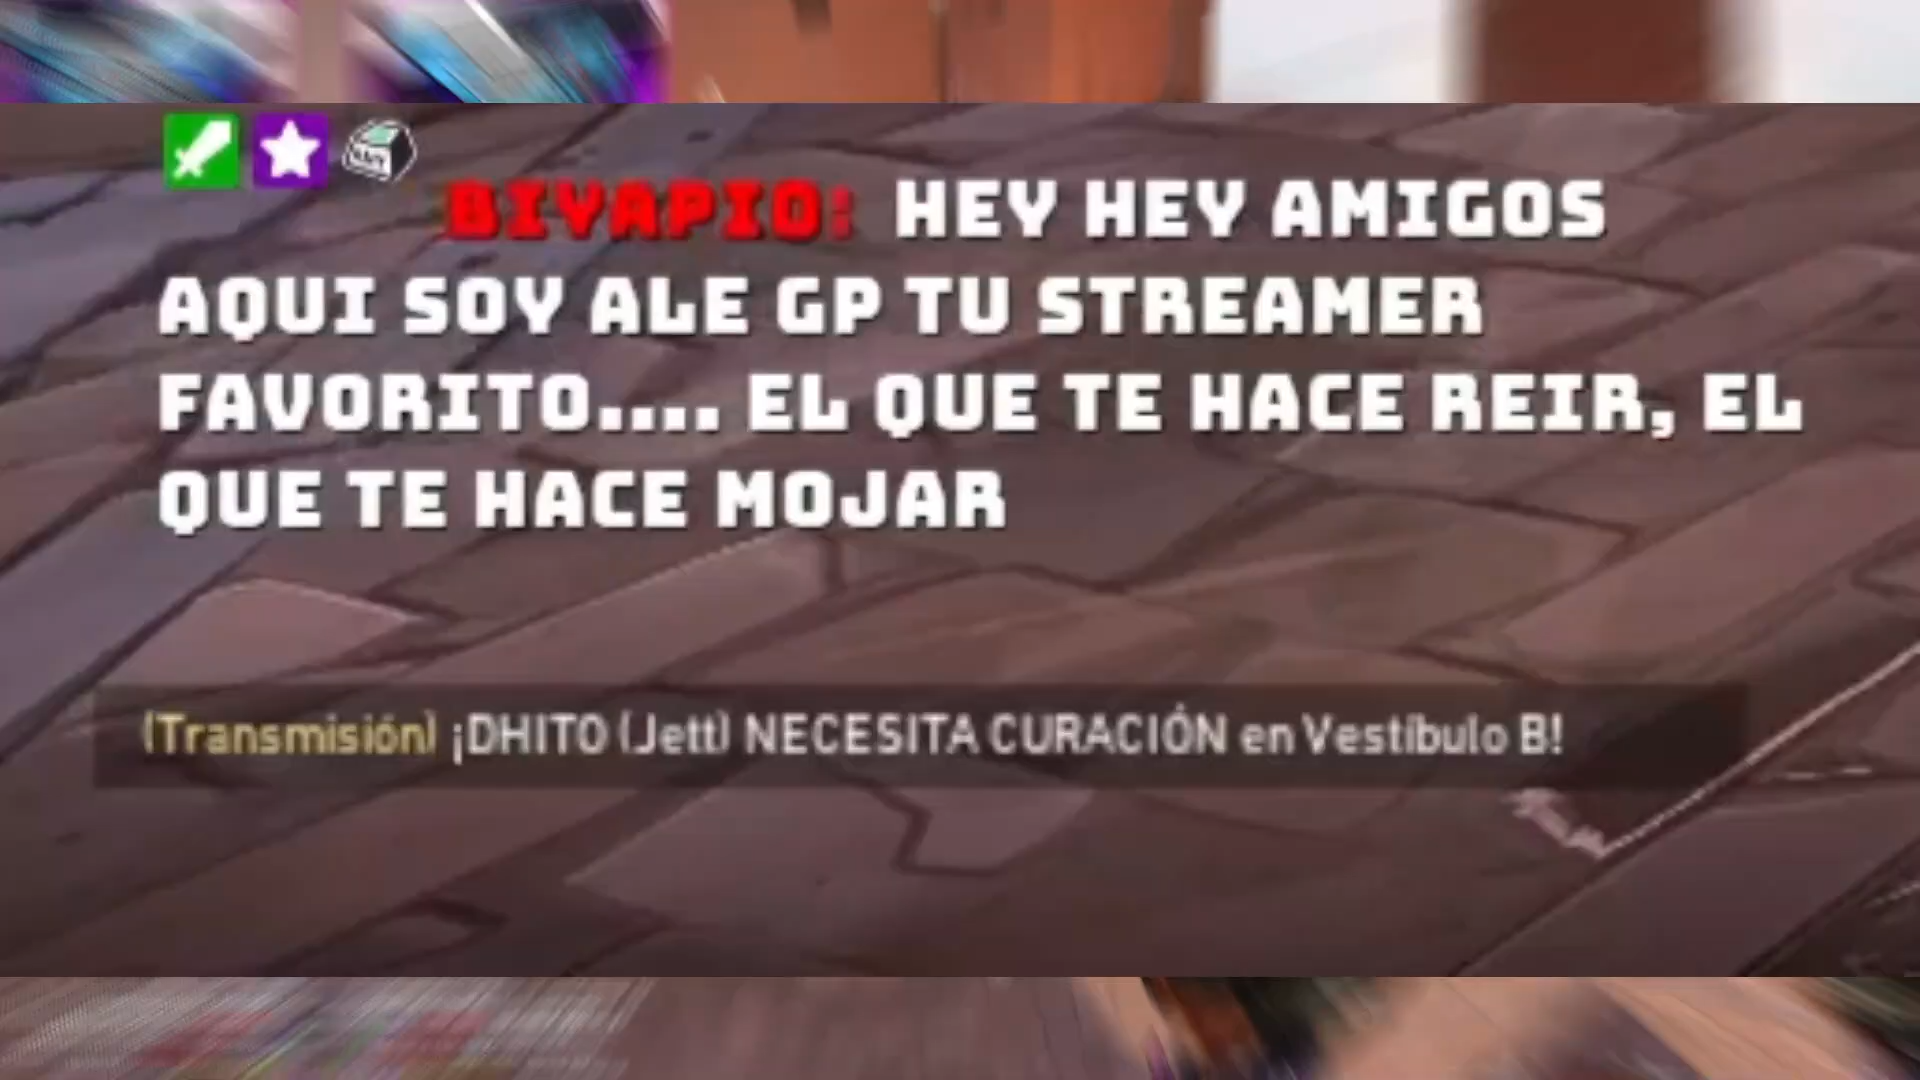 BIYAPIO: HEY HEY AMIGOS
AQUI SOY ALE GP TU STREAMER
FAVORITO.... EL QUE TE HACE REIR, EL
QUE TE HACE MOJAR
(Transmisión) ¡DHITO (Jett) NECESITA CURACIÓN en Vestíbulo B!